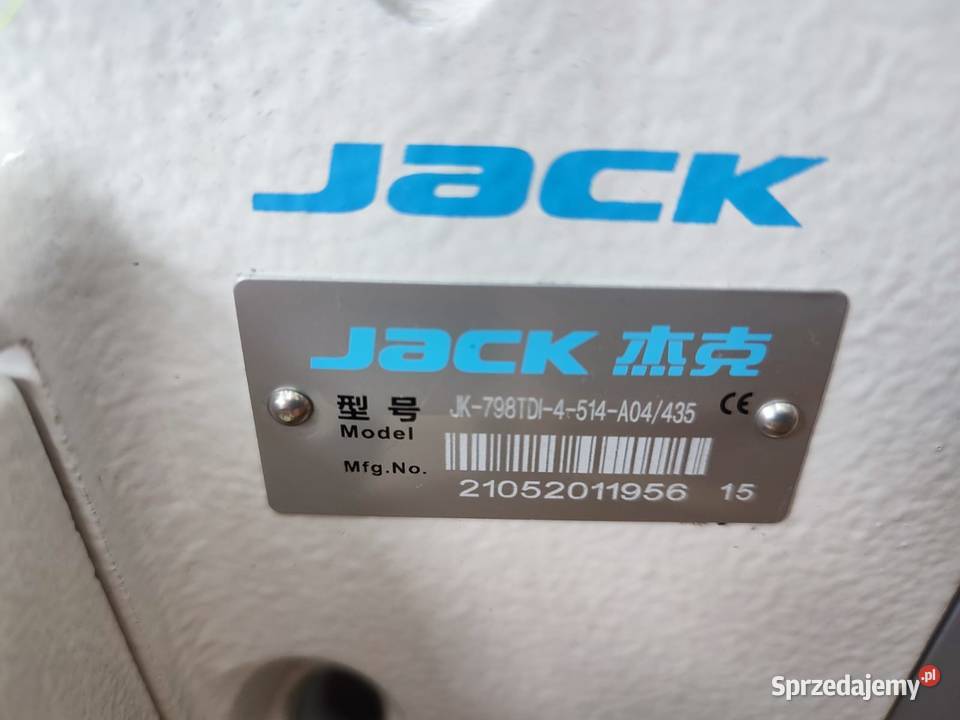 Jack
Jack 杰克
型号 JK-798TDI-4-514-A04/435 CE
Model
Mfg.No.
21052011956 15
Sprzedajemy.pl